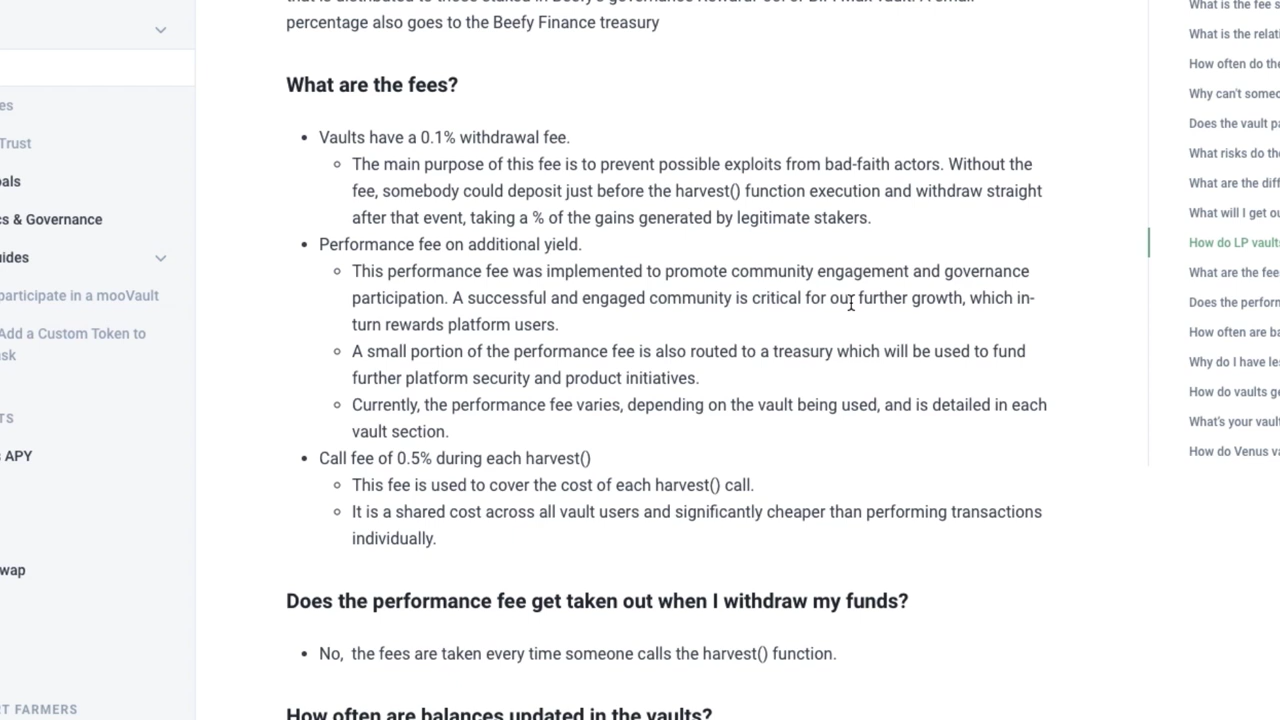 percentage also goes to the Beefy Finance treasury
What are the fees?
Vaults have a 0.1% withdrawal fee.
The main purpose of this fee is to prevent possible exploits from bad-faith actors. Without the
fee, somebody could deposit just before the harvest() function execution and withdraw straight
after that event, taking a % of the gains generated by legitimate stakers.
Performance fee on additional yield.
This performance fee was implemented to promote community engagement and governance
participation. A successful and engaged community is critical for our further growth, which in-
turn rewards platform users.
A small portion of the performance fee is also routed to a treasury which will be used to fund
further platform security and product initiatives.
Currently, the performance fee varies, depending on the vault being used, and is detailed in each
vault section.
Call fee of 0.5% during each harvest()
This fee is used to cover the cost of each harvest() call.
It is a shared cost across all vault users and significantly cheaper than performing transactions
individually.
Does the performance fee get taken out when I withdraw my funds?
No,  the fees are taken every time someone calls the harvest() function.
How often are balances updated in the vaults?
es
Trust
oals
cs & Governance
uides
participate in a mooVault
Add a Custom Token to
ask
TS
APY
wap
RT FARMERS
What is the fee s
What is the relati
How often do the
Why can't someo
Does the vault pa
What risks do the
What are the diff
What will I get ou
How do LP vaults
What are the fee
Does the perform
How often are ba
Why do I have les
How do vaults ge
What's your vault
How do Venus va